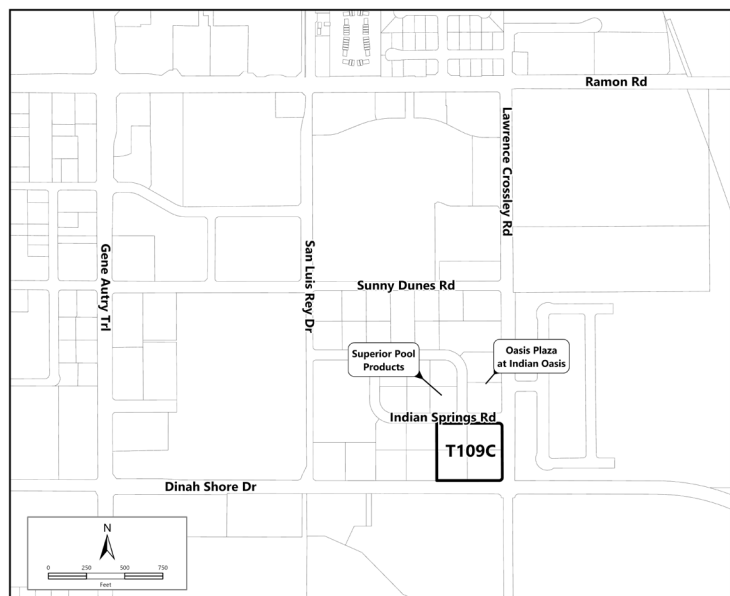 Ramon Rd
Lawrence Crossley Rd
Gene Autry Trl
San Luis Rey Dr
Sunny Dunes Rd
Superior Pool
Products
Oasis Plaza
at Indian Oasis
Indian Springs Rd
T109C
Dinah Shore Dr
N
0 250 500 750
Feet